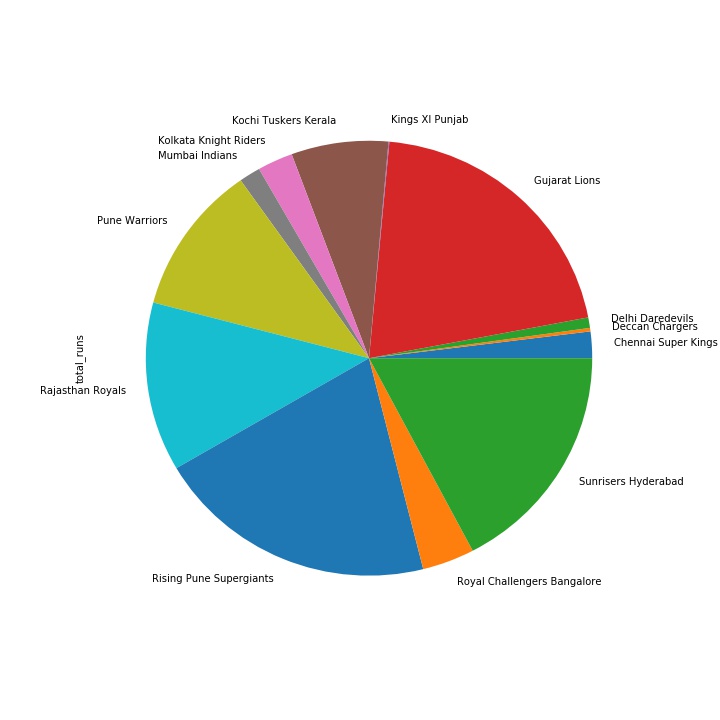 Kochi Tuskers Kerala
Kings XI Punjab
Kolkata Knight Riders
Mumbai Indians
Gujarat Lions
Pune Warriors
Delhi Daredevils
Deccan Chargers
Chennai Super Kings
total_runs
Rajasthan Royals
Sunrisers Hyderabad
Rising Pune Supergiants
Royal Challengers Bangalore